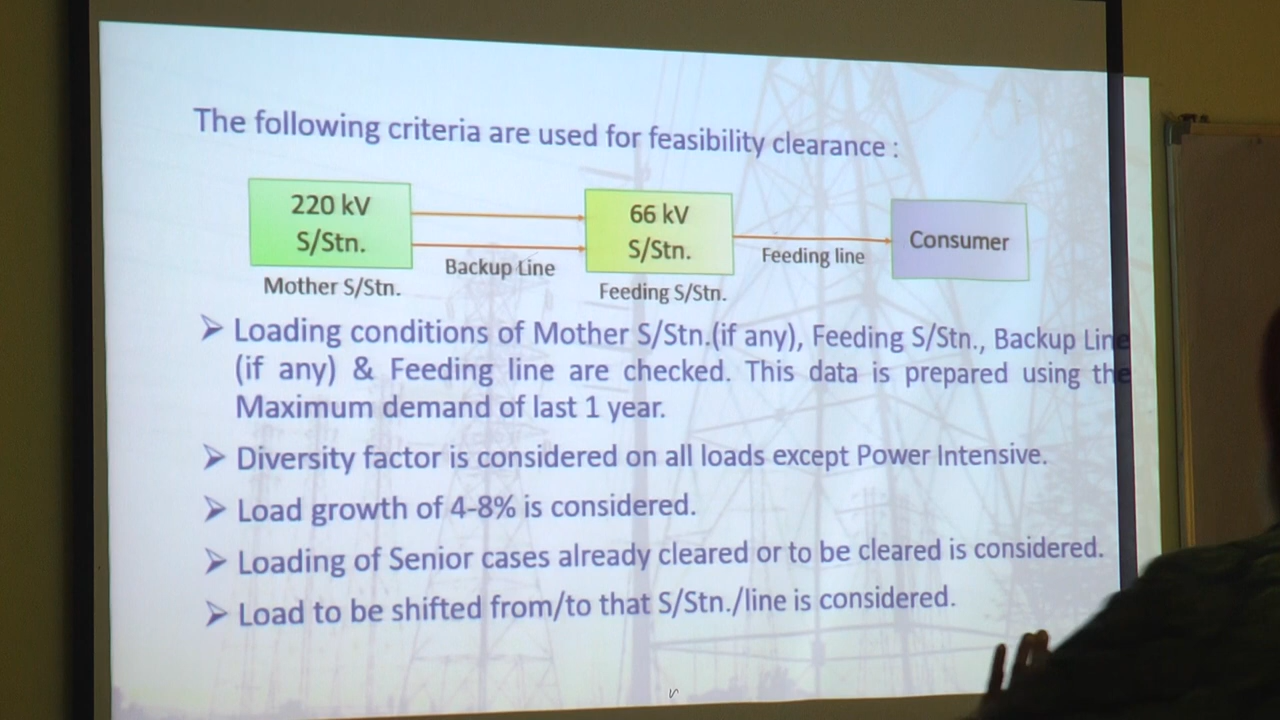 The following criteria are used for feasibility clearance :
220 kV
S/Stn.
66 kV
S/Stn.
Consumer
Backup Line
Feeding line
Mother S/Stn.
Feeding S/Stn.
➢ Loading conditions of Mother S/Stn.(if any), Feeding S/Stn., Backup Line
(if any) & Feeding line are checked. This data is prepared using the
Maximum demand of last 1 year.
➢ Diversity factor is considered on all loads except Power Intensive.
➢ Load growth of 4-8% is considered.
➢ Loading of Senior cases already cleared or to be cleared is considered.
➢ Load to be shifted from/to that S/Stn./line is considered.